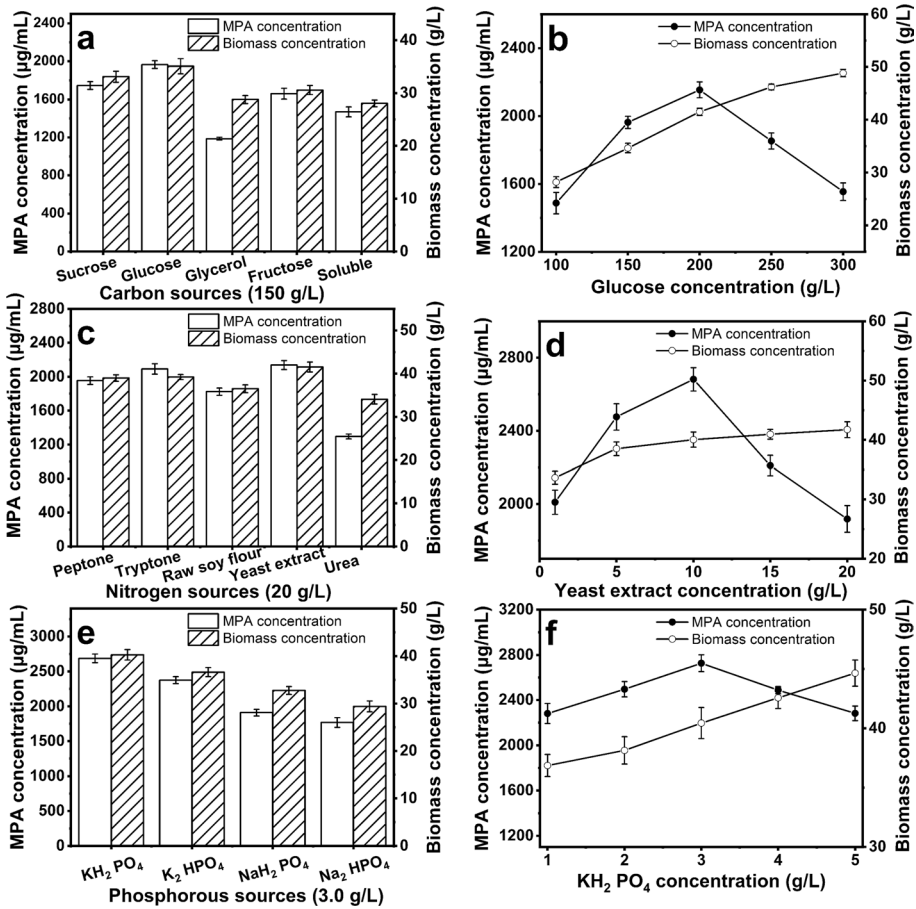 a
MPA concentration
Biomass concentration
MPA concentration (µg/mL)
2400
2000
1600
1200
800
400
0
Biomass concentration (g/L)
40
30
20
10
0
Sucrose
Glucose
Glycerol
Fructose
Soluble
Carbon sources (150 g/L)
b
MPA concentration
Biomass concentration
MPA concentration (µg/mL)
2600
2200
1600
1200
Biomass concentration (g/L)
60
50
40
30
20
100 150 200 250 300
Glucose concentration (g/L)
c
MPA concentration
Biomass concentration
MPA concentration (µg/mL)
2800
2400
2000
1600
1200
800
400
0
Biomass concentration (g/L)
50
40
30
20
10
0
Peptone
Tryptone
Raw soy flour
Yeast extract
Urea
Nitrogen sources (20 g/L)
d
MPA concentration
Biomass concentration
MPA concentration (µg/mL)
2800
2400
2000
Biomass concentration (g/L)
60
50
40
30
20
0 5 10 15 20
Yeast extract concentration (g/L)
e
MPA concentration
Biomass concentration
MPA concentration (µg/mL)
3000
2500
2000
1500
1000
500
0
Biomass concentration (g/L)
50
40
30
20
10
0
KH₂ PO₄
K₂ HPO₄
NaH₂ PO₄
Na₂ HPO₄
Phosphorous sources (3.0 g/L)
f
MPA concentration
Biomass concentration
MPA concentration (µg/mL)
3200
2800
2400
2000
1600
1200
Biomass concentration (g/L)
50
40
30
1 2 3 4 5
KH₂ PO₄ concentration (g/L)